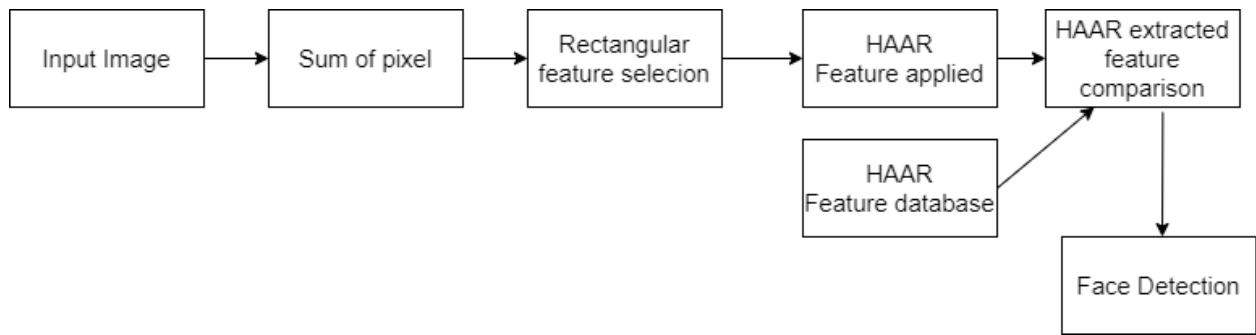 Input Image
Sum of pixel
Rectangular
feature selecion
HAAR
Feature applied
HAAR extracted
feature
comparison
HAAR
Feature database
Face Detection